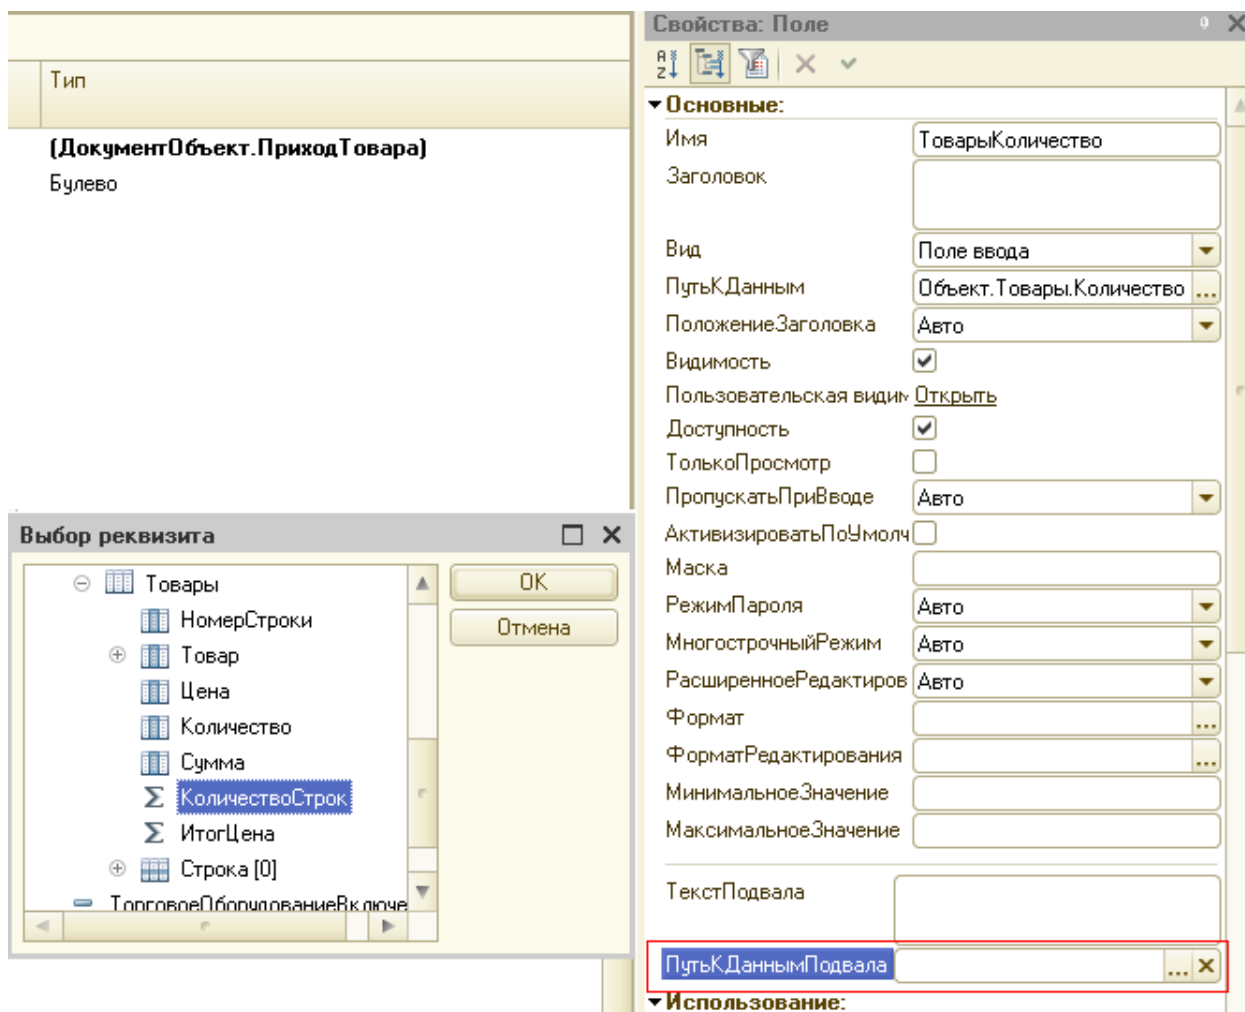 Тип
(ДокументОбъект.ПриходТовара)
Булево
Выбор реквизита
Товары
НомерСтроки
Товар
Цена
Количество
Сумма
КоличествоСтрок
ИтогЦена
Строка [0]
ТорговоеОборудованиеВключе
OK
Отмена
Свойства: Поле
Основные:
Имя ТоварыКоличество
Заголовок
Вид Поле ввода
ПутьКДанным Объект.Товары.Количество ...
ПоложениеЗаголовка Авто
Видимость
Пользовательская видим Открыть
Доступность
ТолькоПросмотр
ПропускатьПриВводе Авто
АктивизироватьПоУмолч
Маска
РежимПароля Авто
МногострочныйРежим Авто
РасширенноеРедактиров Авто
Формат ...
ФорматРедактирования ...
МинимальноеЗначение
МаксимальноеЗначение
ТекстПодвала
ПутьКДаннымПодвала ...
Использование: